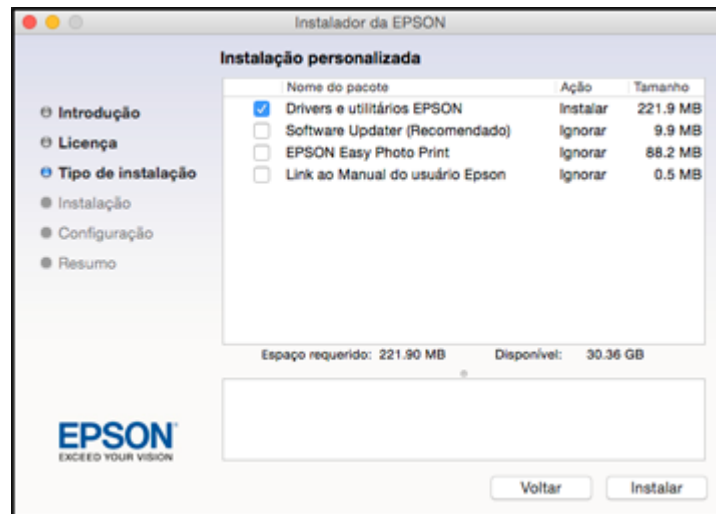 Instalador da EPSON
Instalação personalizada
Introdução
Licença
Tipo de instalação
Instalação
Configuração
Resumo
Nome do pacote Ação Tamanho
Drivers e utilitários EPSON Instalar 221.9 MB
Software Updater (Recomendado) Ignorar 9.9 MB
EPSON Easy Photo Print Ignorar 88.2 MB
Link ao Manual do usuário Epson Ignorar 0.5 MB
Espaço requerido: 221.90 MB Disponível: 30.36 GB
EPSON
EXCEED YOUR VISION
Voltar Instalar